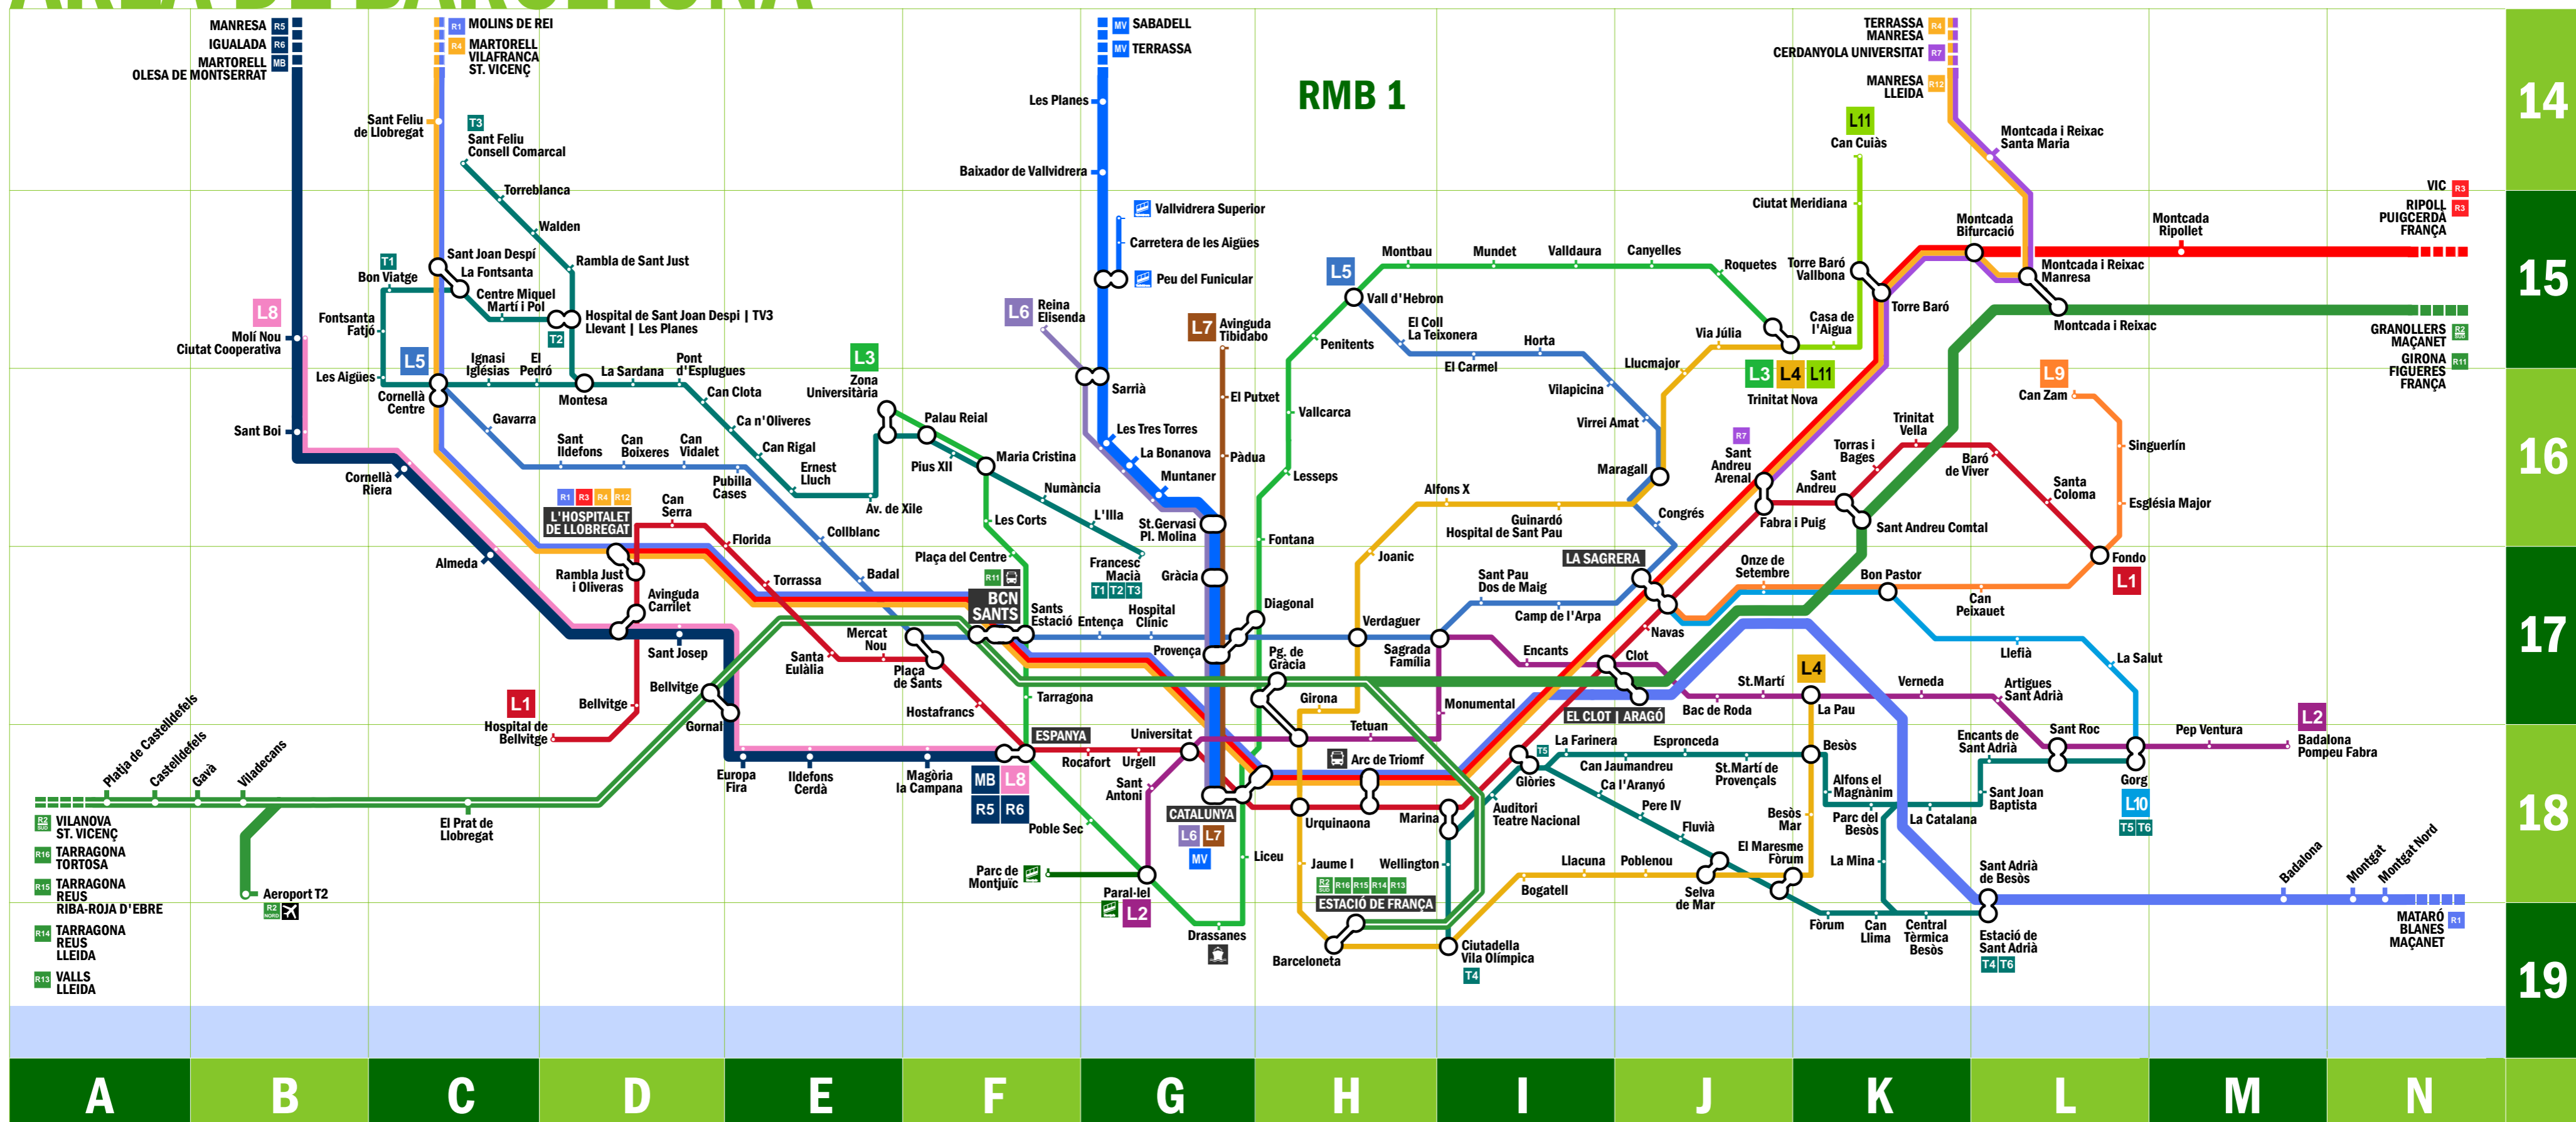 ÀREA DE BARCELONA
MANRESA R5
IGUALADA R6
MARTORELL MB
OLESA DE MONTSERRAT
R1 MOLINS DE REI
R4 MARTORELL
VILAFRANCA
ST. VICENÇ
MV SABADELL
MV TERRASSA
RMB 1
TERRASSA R4
MANRESA
CERDANYOLA UNIVERSITAT R7
MANRESA R12
LLEIDA
14
Les Planes
Sant Feliu
de Llobregat
T3
Sant Feliu
Consell Comarcal
L11
Can Cuiàs
Montcada i Reixac
Santa Maria
Baixador de Vallvidrera
Torreblanca
VIC R3
RIPOLL R3
PUIGCERDÀ
FRANÇA
Vallvidrera Superior
Ciutat Meridiana
Walden
Carretera de les Aigües
Montcada
Bifurcació
Montcada
Ripollet
Sant Joan Despí
La Fontsanta
Rambla de Sant Just
T1
Bon Viatge
Peu del Funicular
L5
Montbau
Mundet
Valldaura
Canyelles
Roquetes
Torre Baró
Vallbona
Montcada i Reixac
Manresa
15
Centre Miquel
Martí i Pol
Vall d'Hebron
Torre Baró
L8
Molí Nou
Ciutat Cooperativa
Fontsanta
Fatjó
Hospital de Sant Joan Despi | TV3
Llevant | Les Planes
T2
L6
Reina
Elisenda
L7
Avinguda
Tibidabo
Penitents
El Coll
La Teixonera
Horta
Via Júlia
Casa de
l'Aigua
Montcada i Reixac
GRANOLLERS R2 SUD
MAÇANET
GIRONA R11
FIGUERES
FRANÇA
L5
Les Aigües
Ignasi
Iglésias
El
Pedró
La Sardana
Pont
d'Esplugues
L3
Zona
Universitària
El Carmel
Llucmajor
L3 L4 L11
Trinitat Nova
L9
Can Zam
Cornellà
Centre
Montesa
Can Clota
Sarrià
El Putxet
Vilapicina
Vallcarca
Virrei Amat
Sant Boi
Gavarra
Ca n'Oliveres
Palau Reial
Les Tres Torres
R7
Sant
Andreu
Arenal
Torras i
Bages
Trinitat
Vella
Baró
de Viver
Singuerlín
16
Sant
Ildefons
Can
Boixeres
Can
Vidalet
Can Rigal
Pius XII
Maria Cristina
La Bonanova
Pàdua
Cornellà
Riera
Pubilla
Cases
Ernest
Lluch
Muntaner
Lesseps
Maragall
Sant
Andreu
Santa
Coloma
R1 R3 R4 R12
L'HOSPITALET
DE LLOBREGAT
Can
Serra
Av. de Xile
Numància
Alfons X
Església Major
Les Corts
L'Illa
St.Gervasi
Pl. Molina
Guinardó
Hospital de Sant Pau
Congrés
Fabra i Puig
Sant Andreu Comtal
Florida
Collblanc
Fontana
Almeda
Plaça del Centre
Joanic
LA SAGRERA
Onze de
Setembre
Fondo
L1
Rambla Just
i Oliveras
Torrassa
Badal
R11
BCN
SANTS
Francesc
Macià
T1 T2 T3
Gràcia
Sant Pau
Dos de Maig
Bon Pastor
Can
Peixauet
Avinguda
Carrilet
Sants
Estació
Entença
Hospital
Clínic
Diagonal
Verdaguer
Camp de l'Arpa
Navas
17
Sant Josep
Mercat
Nou
Santa
Eulàlia
Plaça
de Sants
Provença
Pg. de
Gràcia
Sagrada
Família
Encants
Clot
L4
Llefià
La Salut
Platja de Castelldefels
Castelldefels
Gavà
Viladecans
L1
Hospital de
Bellvitge
Bellvitge
Bellvitge
Gornal
Hostafrancs
Tarragona
Girona
Monumental
EL CLOT | ARAGÓ
Bac de Roda
St.Martí
La Pau
Verneda
Artigues
Sant Adrià
ESPANYA
Universitat
Tetuan
L2
Badalona
Pompeu Fabra
Pep Ventura
Europa
Fira
Ildefons
Cerdà
Magòria
la Campana
MB L8
R5 R6
Rocafort
Urgell
Arc de Triomf
T5
Glòries
La Farinera
Can Jaumandreu
Espronceda
St.Martí de
Provençals
Besòs
Encants de
Sant Adrià
Sant Roc
Gorg
L10
T5 T6
Sant
Antoni
Ca l'Aranyó
Alfons el
Magnànim
Sant Joan
Baptista
El Prat de
Llobregat
R2 SUD VILANOVA
ST. VICENÇ
R16 TARRAGONA
TORTOSA
R15 TARRAGONA
REUS
RIBA-ROJA D'EBRE
R14 TARRAGONA
REUS
LLEIDA
R13 VALLS
LLEIDA
Aeroport T2
R2 NORD
Poble Sec
CATALUNYA
L6 L7
MV
Urquinaona
Marina
Auditori
Teatre Nacional
Pere IV
Fluvià
Besòs
Mar
Parc del
Besòs
La Catalana
18
Parc de
Montjuïc
Paral·lel
L2
Liceu
Jaume I
Wellington
Llacuna
Bogatell
Poblenou
Selva
de Mar
El Maresme
Fòrum
La Mina
Sant Adrià
de Besòs
Badalona
Montgat
Montgat Nord
R2 SUD R16 R15 R14 R13
ESTACIÓ DE FRANÇA
Drassanes
Barceloneta
Ciutadella
Vila Olímpica
T4
Fòrum
Can
Llima
Central
Tèrmica
Besòs
Estació de
Sant Adrià
T4 T6
MATARÓ R1
BLANES
MAÇANET
19
A B C D E F G H I J K L M N